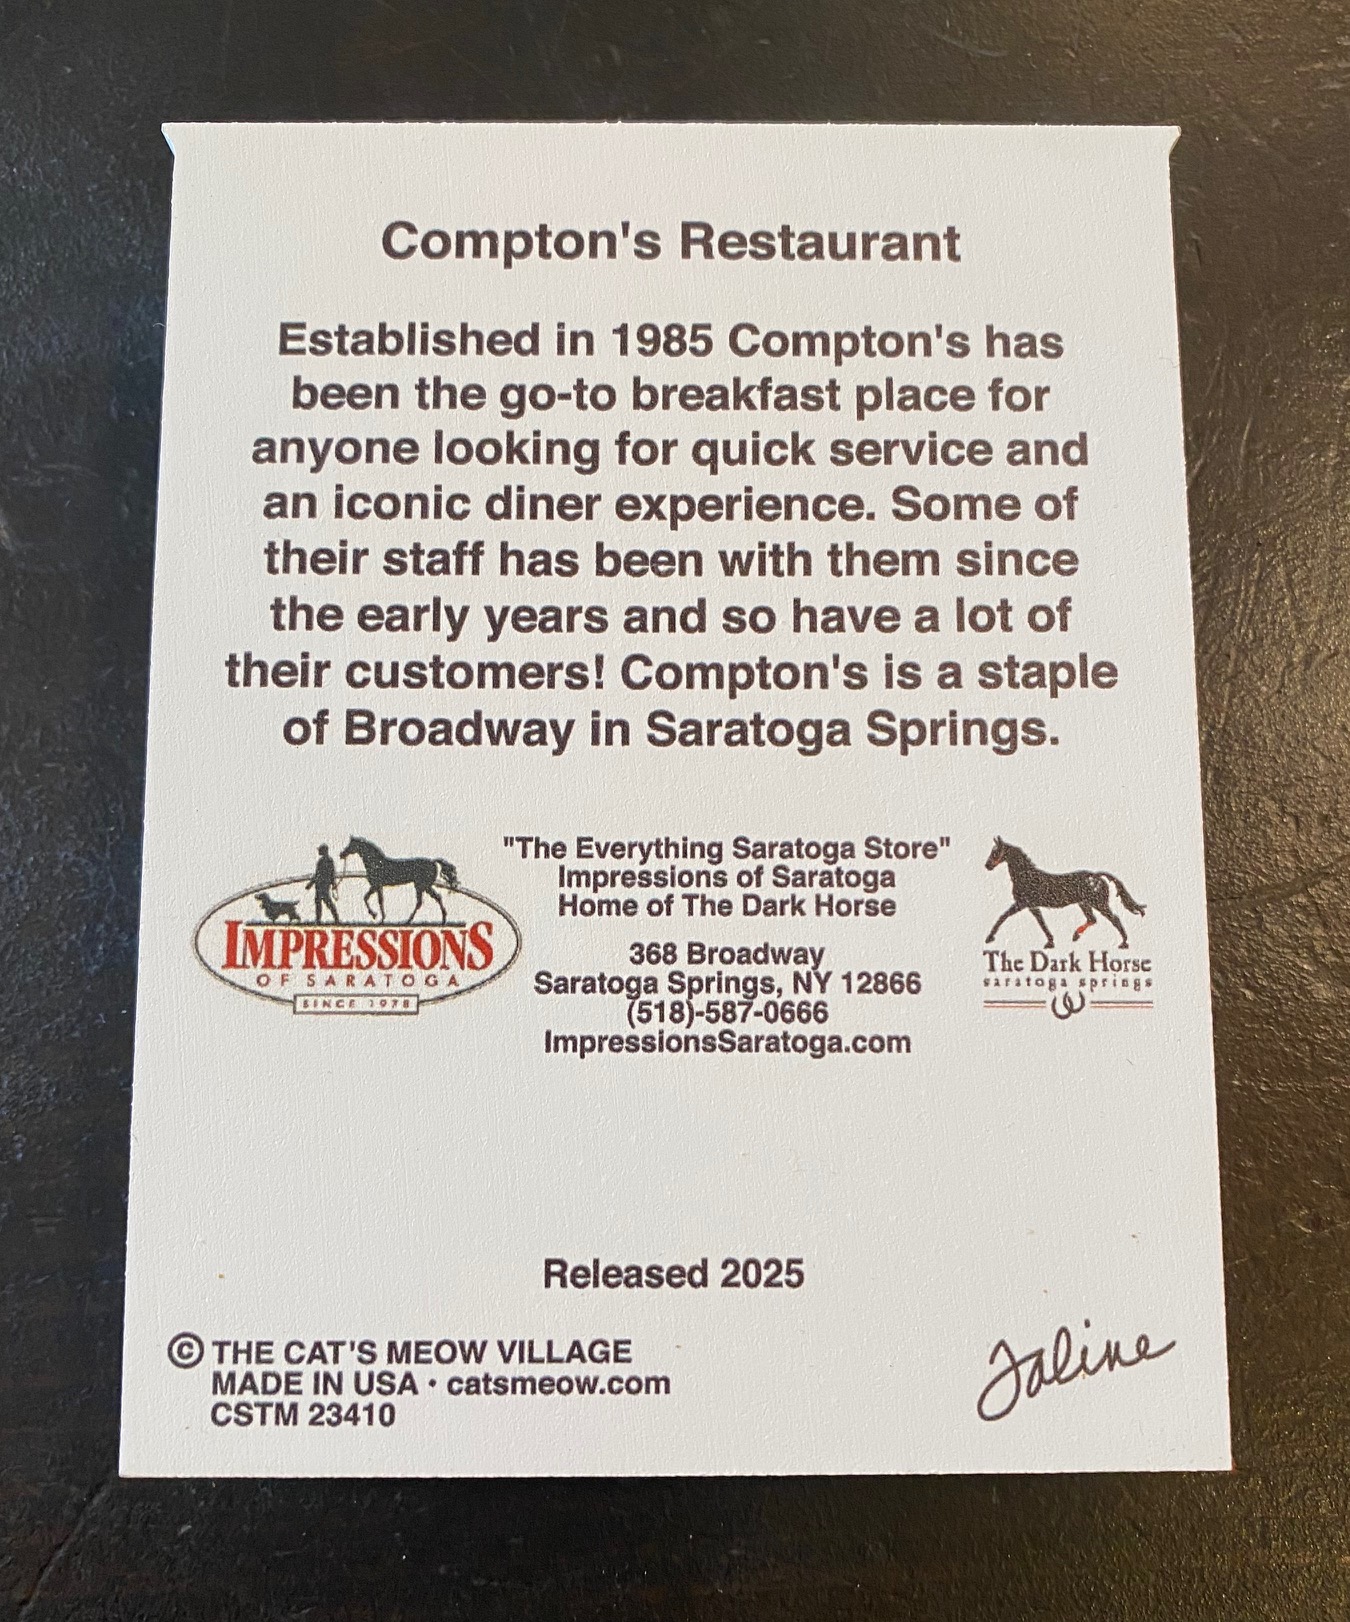 Compton's Restaurant
Established in 1985 Compton's has
been the go-to breakfast place for
anyone looking for quick service and
an iconic diner experience. Some of
their staff has been with them since
the early years and so have a lot of
their customers! Compton's is a staple
of Broadway in Saratoga Springs.
IMPRESSIONS
OF SARATOGA
SINCE 1978
"The Everything Saratoga Store"
Impressions of Saratoga
Home of The Dark Horse
368 Broadway
Saratoga Springs, NY 12866
(518)-587-0666
ImpressionsSaratoga.com
The Dark Horse
saratoga springs
Released 2025
© THE CAT'S MEOW VILLAGE
MADE IN USA • catsmeow.com
CSTM 23410
Jaline